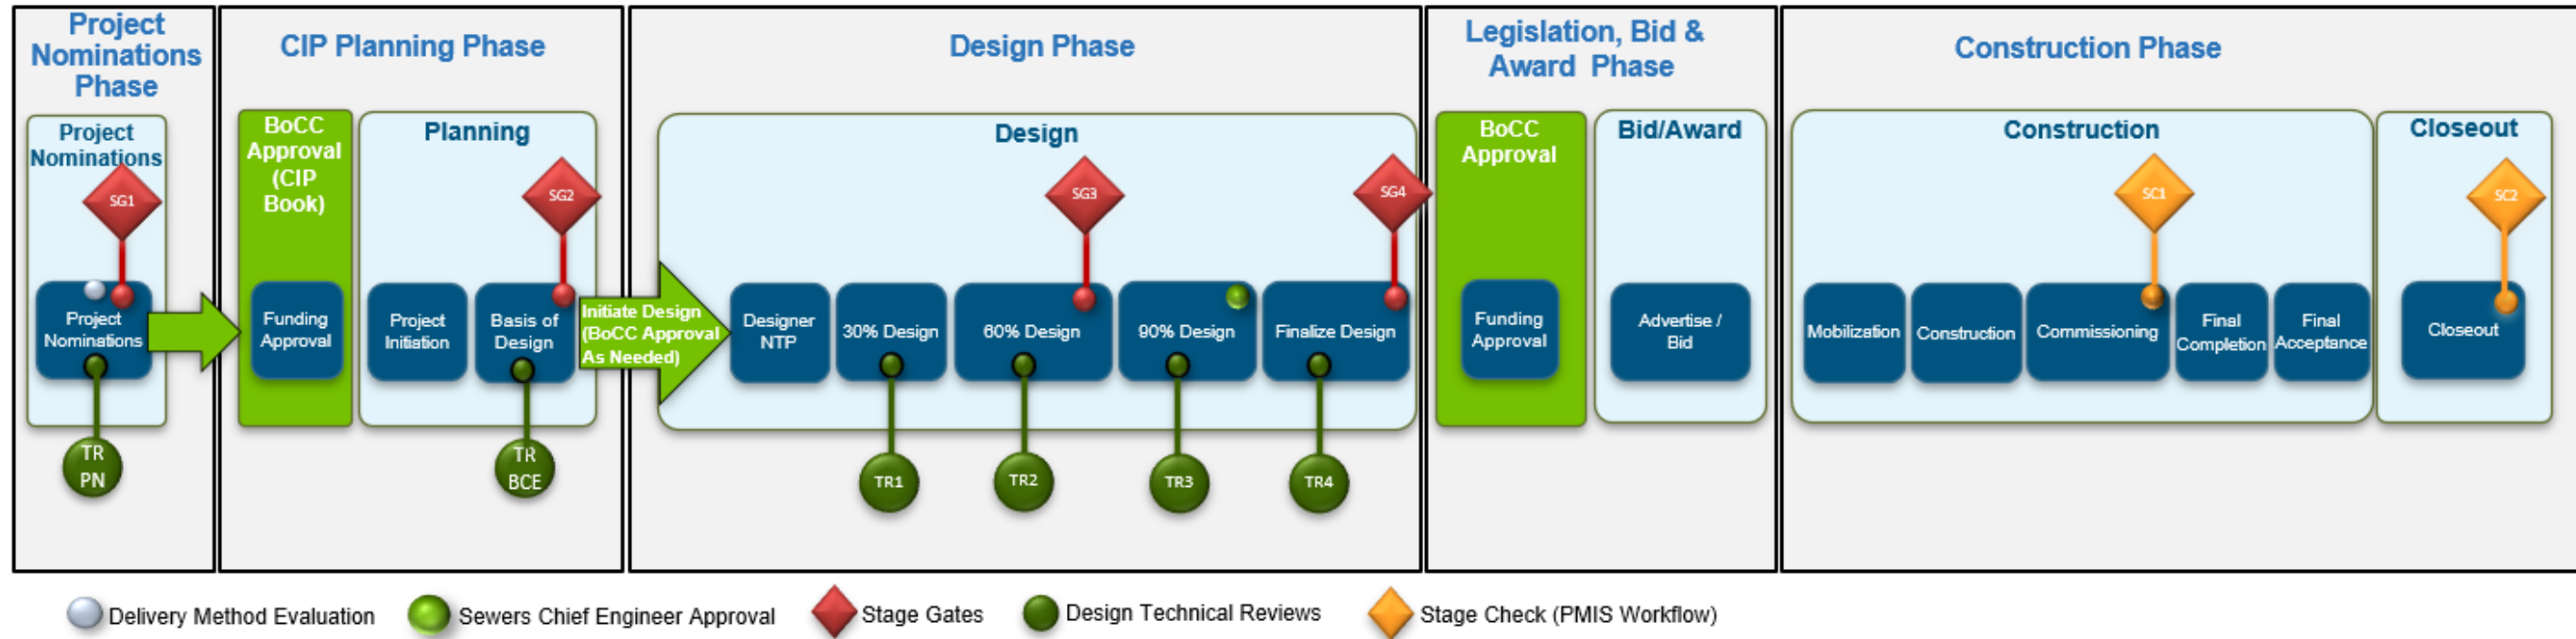 Project
Nominations
Phase
CIP Planning Phase
Design Phase
Legislation, Bid &
Award Phase
Construction Phase
Project
Nominations
SG1
Project
Nominations
TR
PN
BoCC
Approval
(CIP
Book)
Funding
Approval
Planning
SG2
Project
Initiation
Basis of
Design
TR
BCE
Initiate Design
(BoCC Approval
As Needed)
Design
SG3
SG4
Designer
NTP
30% Design
60% Design
90% Design
Finalize Design
TR1
TR2
TR3
TR4
BoCC
Approval
Funding
Approval
Bid/Award
Advertise /
Bid
Construction
SC1
Mobilization
Construction
Commissioning
Final
Completion
Final
Acceptance
Closeout
SC2
Closeout
Delivery Method Evaluation
Sewers Chief Engineer Approval
Stage Gates
Design Technical Reviews
Stage Check (PMIS Workflow)